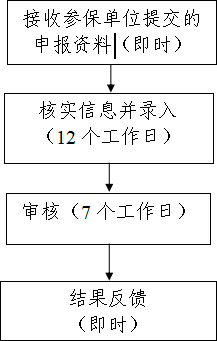 接收参保单位提交的
申报资料（即时）
核实信息并录入
（12 个工作日）
审核（7 个工作日）
结果反馈
（即时）